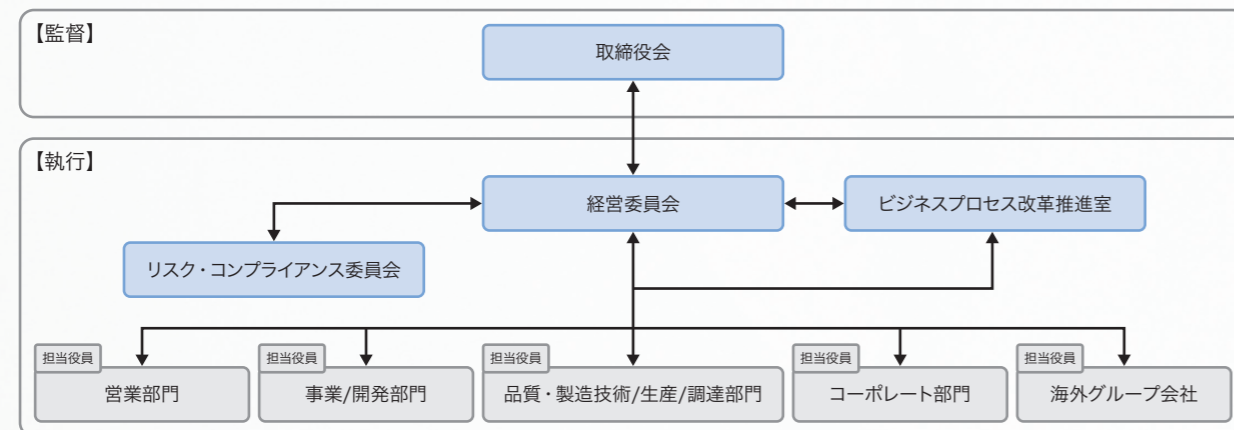 【監督】
取締役会
【執行】
経営委員会
ビジネスプロセス改革推進室
リスク・コンプライアンス委員会
担当役員
営業部門
担当役員
事業/開発部門
担当役員
品質・製造技術/生産/調達部門
担当役員
コーポレート部門
担当役員
海外グループ会社